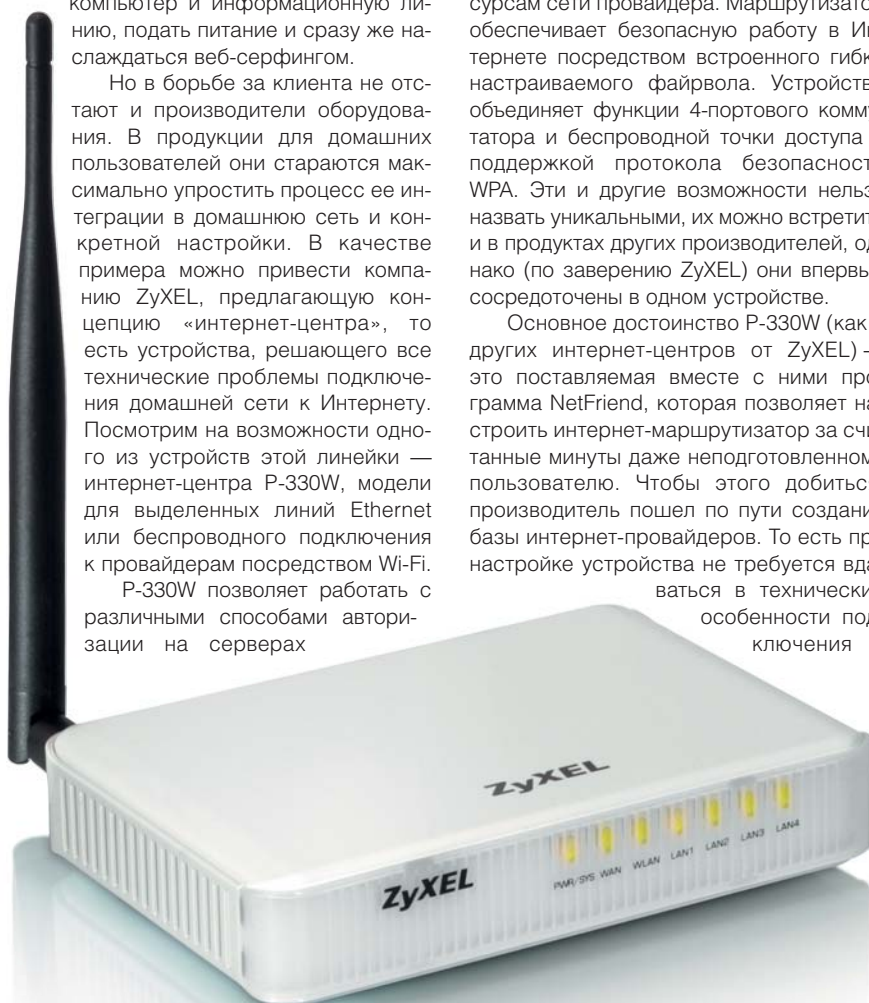 компьютер и информационную ли-
нию, подать питание и сразу же на-
слаждаться веб-серфингом.
Но в борьбе за клиента не отс-
тают и производители оборудова-
ния. В продукции для домашних
пользователей они стараются мак-
симально упростить процесс ее ин-
теграции в домашнюю сеть и кон-
кретной настройки. В качестве
примера можно привести компа-
нию ZyXEL, предлагающую кон-
цепцию «интернет-центра», то
есть устройства, решающего все
технические проблемы подключе-
ния домашней сети к Интернету.
Посмотрим на возможности одно-
го из устройств этой линейки —
интернет-центра P-330W, модели
для выделенных линий Ethernet
или беспроводного подключения
к провайдерам посредством Wi-Fi.
P-330W позволяет работать с
различными способами автори-
зации на серверах
сурсам сети провайдера. Маршрутизато
обеспечивает безопасную работу в Ин
тернете посредством встроенного гибк
настраиваемого файрвола. Устройств
объединяет функции 4-портового комму
татора и беспроводной точки доступа
поддержкой протокола безопасност
WPA. Эти и другие возможности нельз
назвать уникальными, их можно встретит
и в продуктах других производителей, од
нако (по заверению ZyXEL) они впервы
сосредоточены в одном устройстве.
Основное достоинство P-330W (как
других интернет-центров от ZyXEL) –
это поставляемая вместе с ними про
грамма NetFriend, которая позволяет на
строить интернет-маршрутизатор за счи
танные минуты даже неподготовленном
пользователю. Чтобы этого добитьс
производитель пошел по пути создани
базы интернет-провайдеров. То есть пр
настройке устройства не требуется вда
ваться в технически
особенности под
ключения
ZyXEL
ZyXEL
PWR/SYS WAN WLAN LAN1 LAN2 LAN3 LAN4